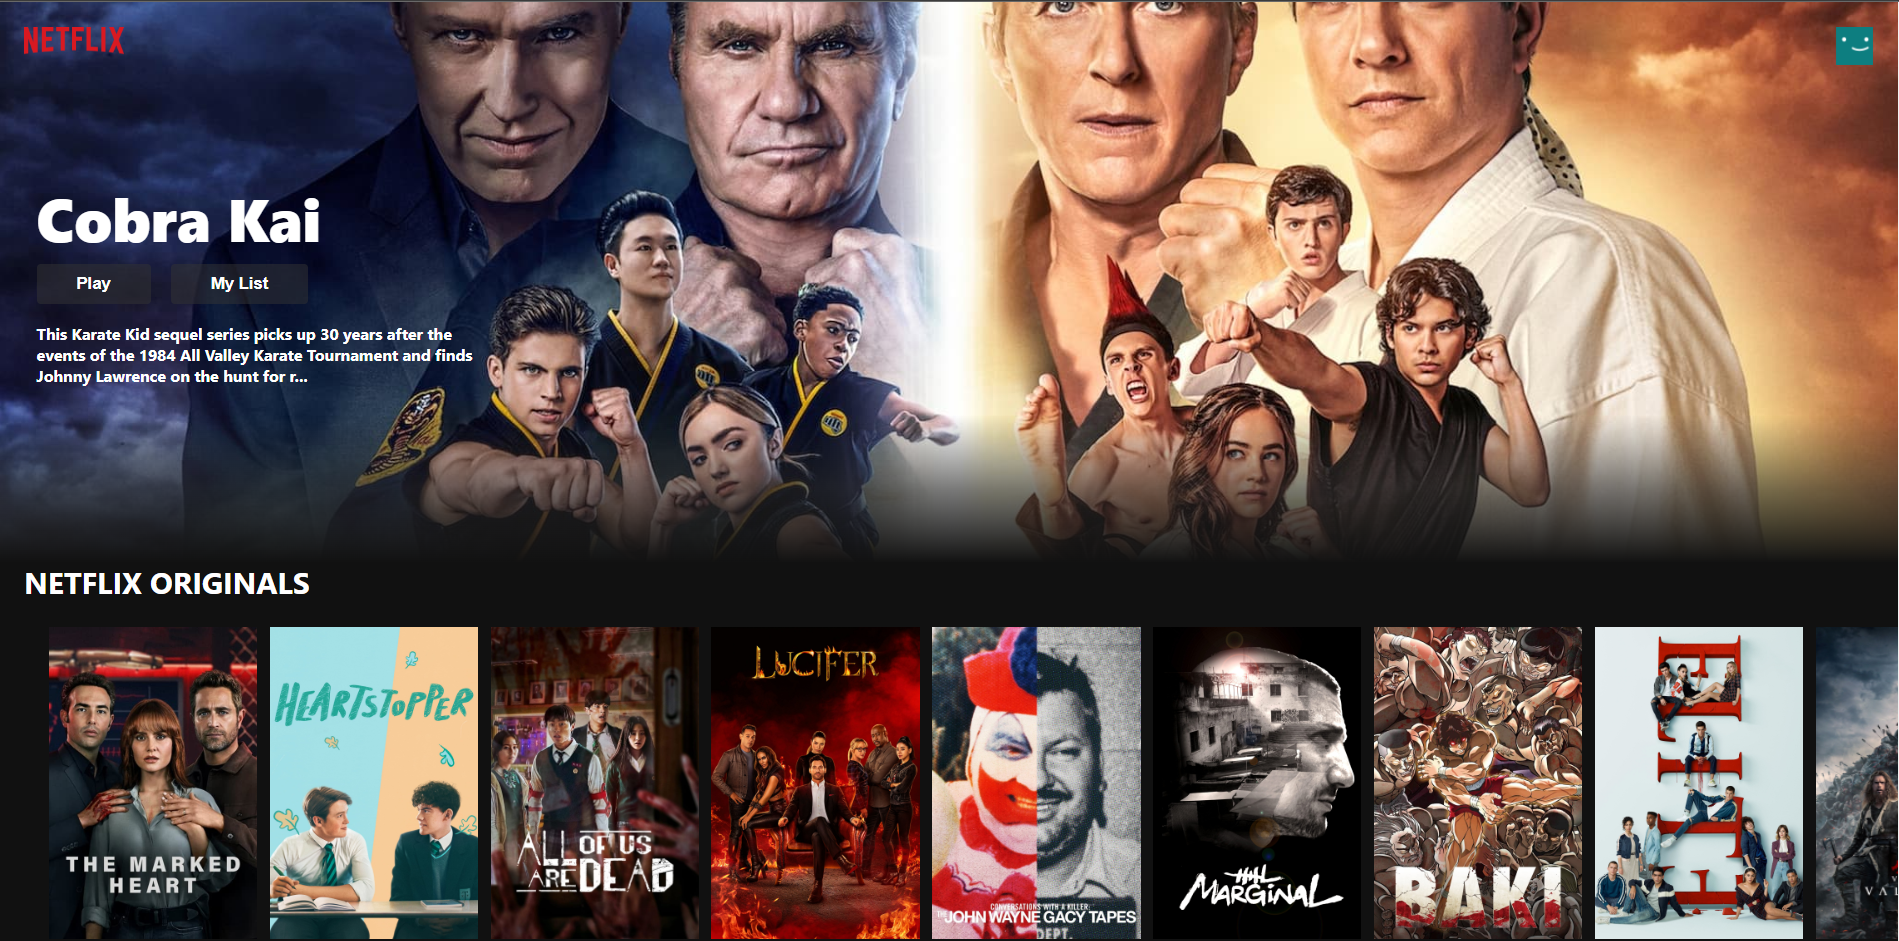 NETFLIX
Cobra Kai
Play
My List
This Karate Kid sequel series picks up 30 years after the
events of the 1984 All Valley Karate Tournament and finds
Johnny Lawrence on the hunt for r...
NETFLIX ORIGINALS
THE MARKED
HEART
HEARTSTOPPER
ALL OF US
ARE DEAD
LUCIFER
CONVERSATIONS WITH A KILLER:
THE JOHN WAYNE GACY TAPES
DEPT.
MARGINAL
BAKI
ELITE